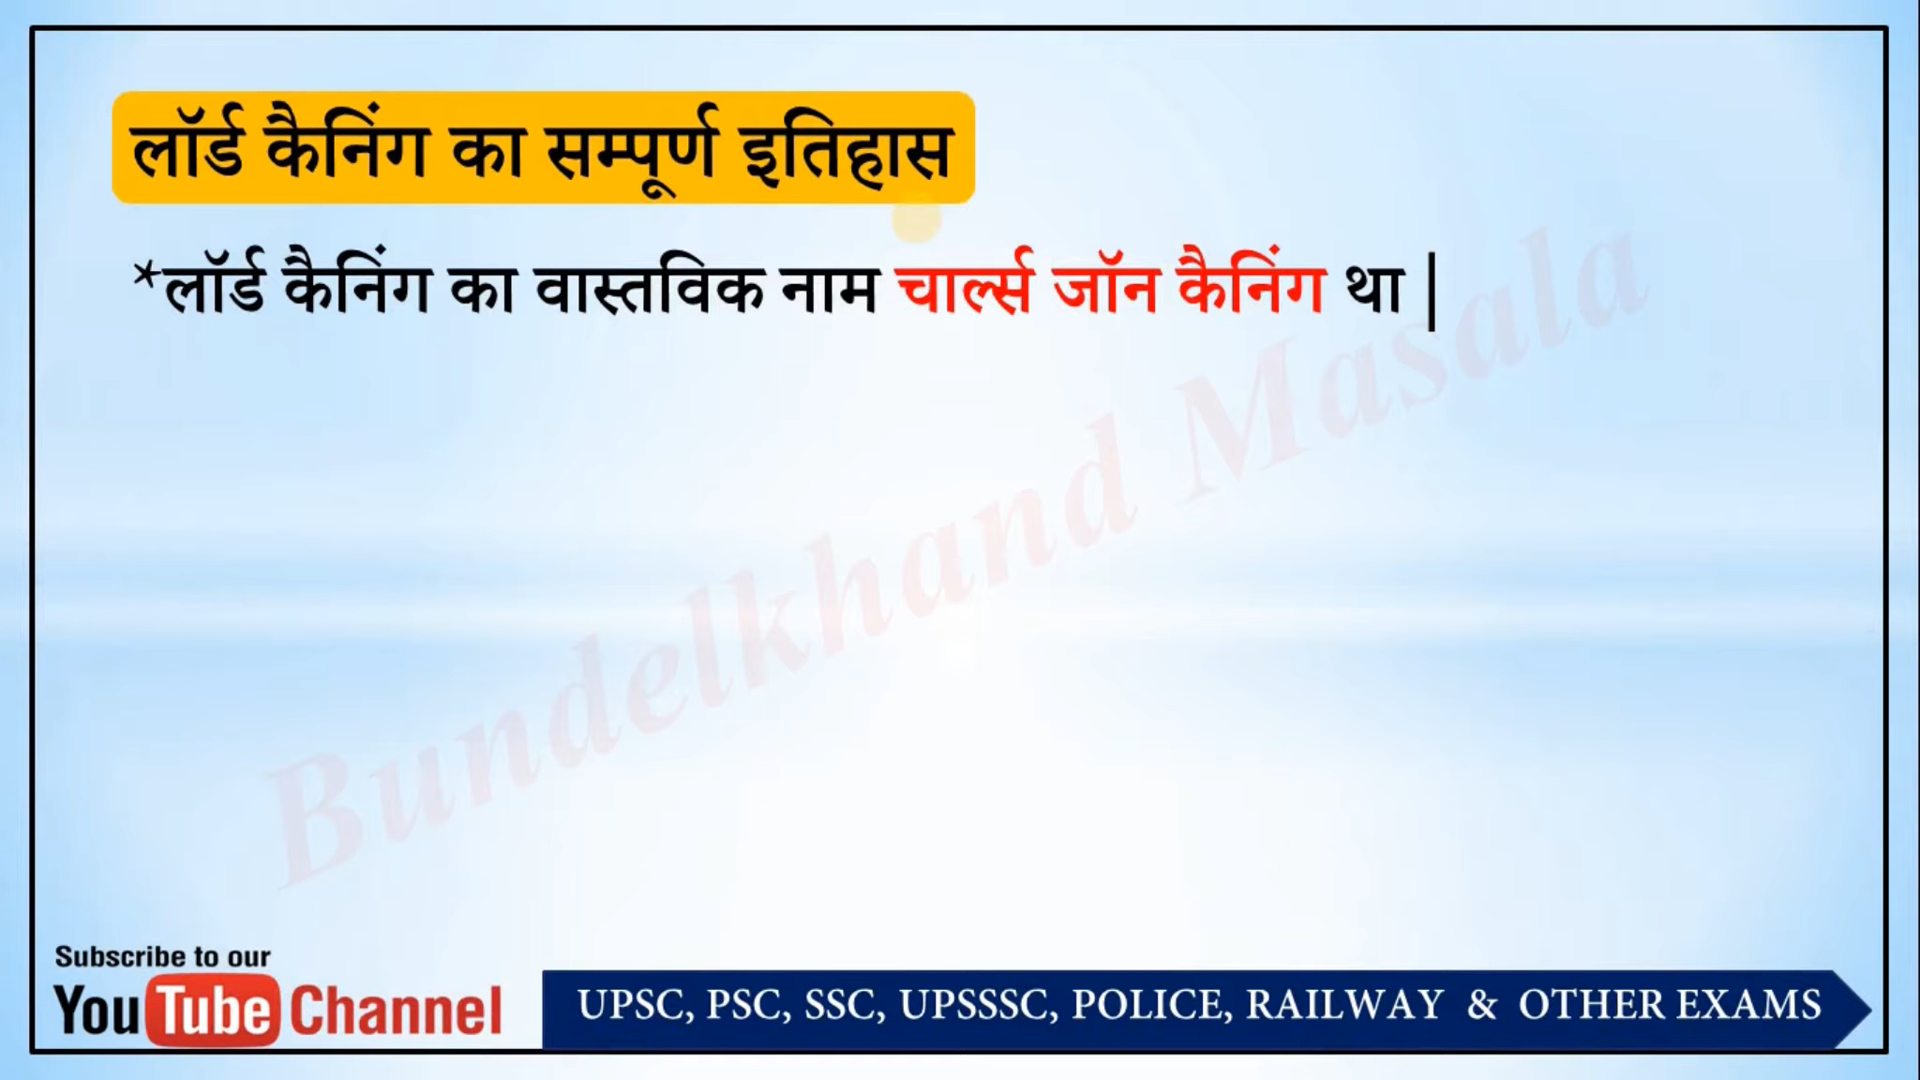 लॉर्ड कैनिंग का सम्पूर्ण इतिहास
*लॉर्ड कैनिंग का वास्तविक नाम चार्ल्स जॉन कैनिंग था |
Bundelkhand Masala
Subscribe to our
YouTube Channel
UPSC, PSC, SSC, UPSSSC, POLICE, RAILWAY & OTHER EXAMS